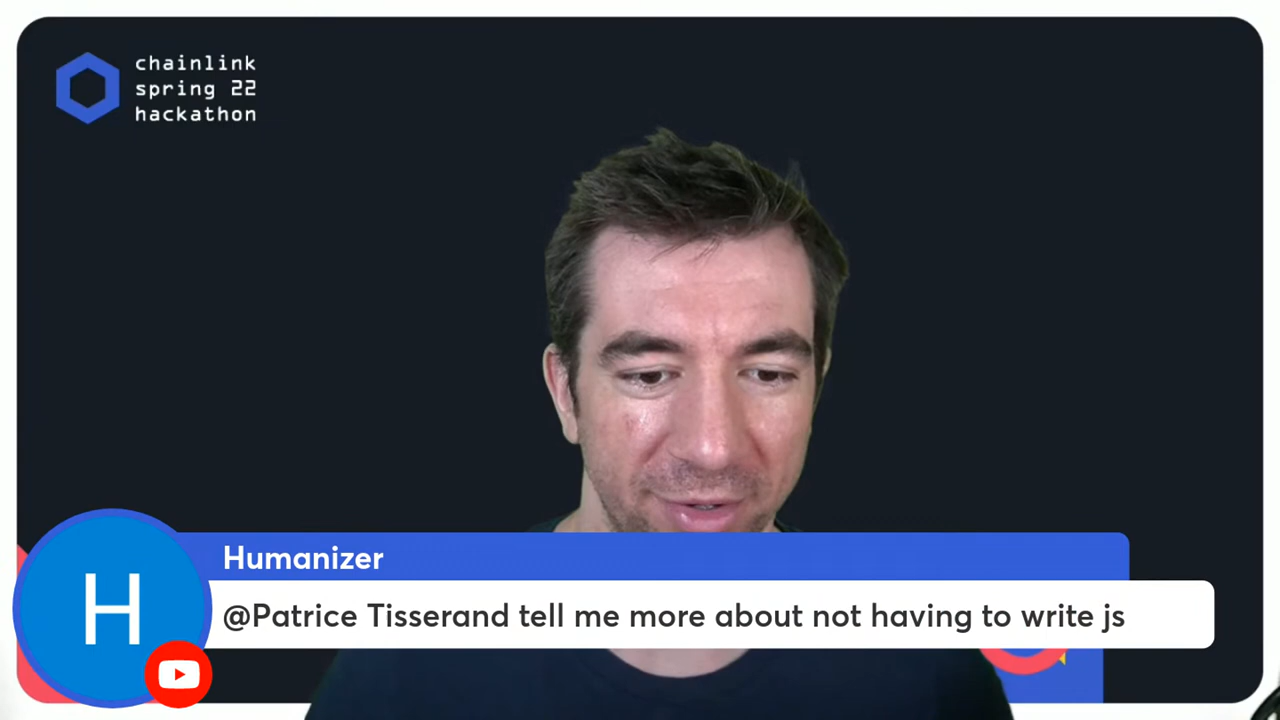 chainlink
spring 22
hackathon
Humanizer
H
@Patrice Tisserand tell me more about not having to write js